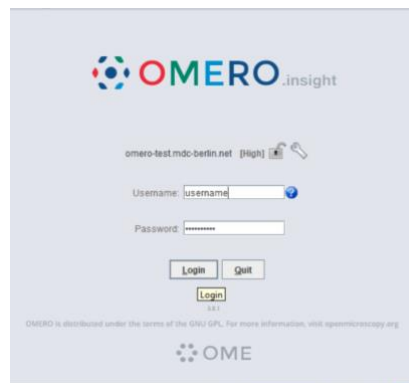 OMERO.insight
omero-test.mdc-berlin.net [High]
Username: username
Password: **********
Login Quit
Login
OMERO is distributed under the terms of the GNU GPL. For more information, visit openmicroscopy.org
OME